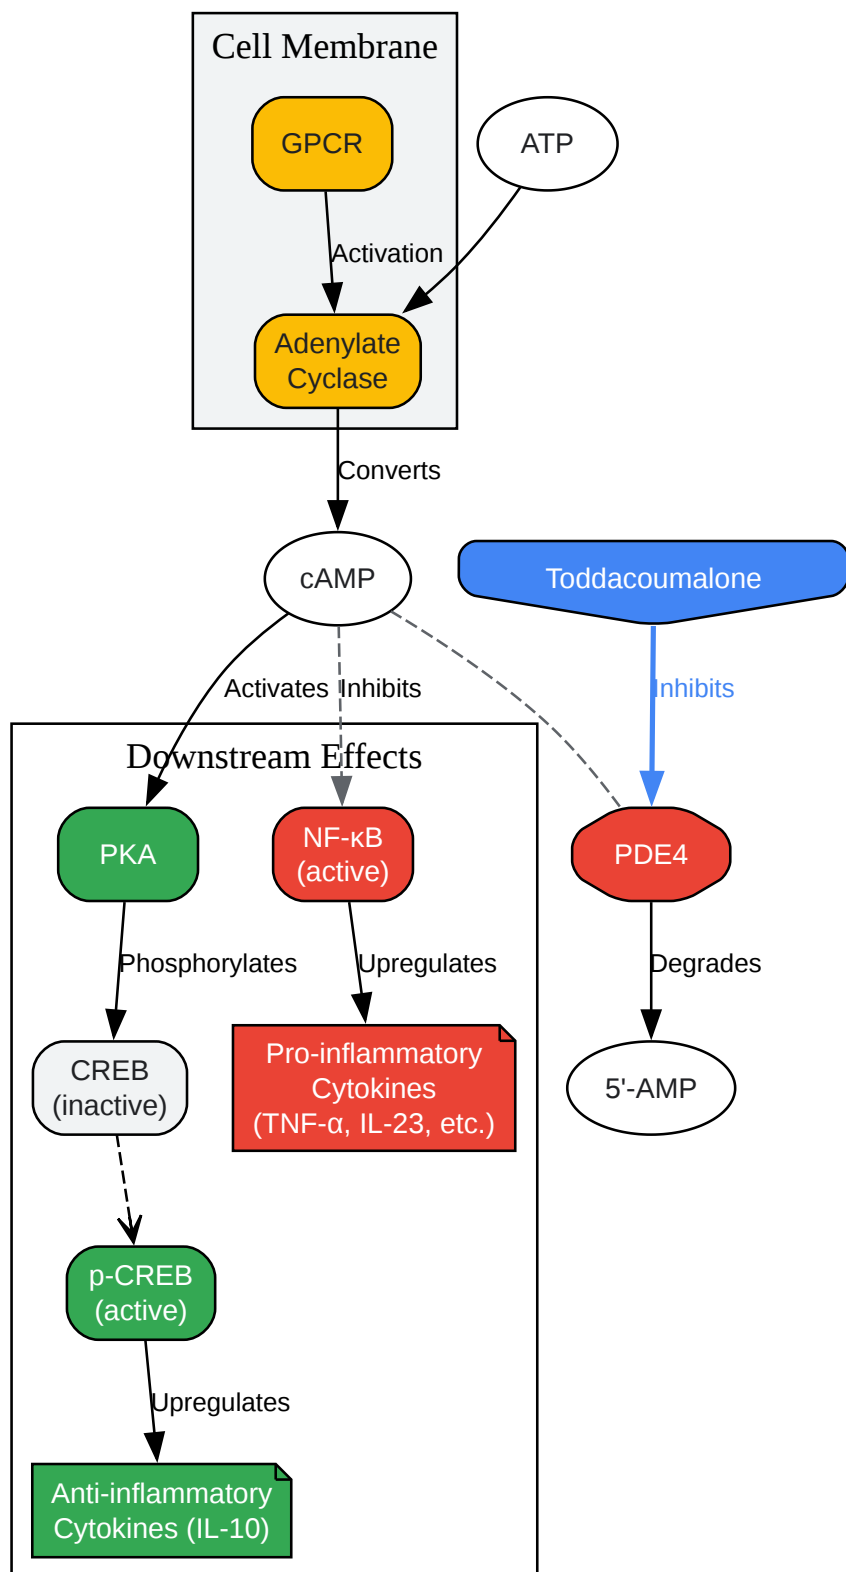 Cell Membrane
GPCR
ATP
Activation
Adenylate
Cyclase
Converts
cAMP
Toddacoumalone
Activates
Inhibits
Inhibits
Downstream Effects
PKA
NF-κB
(active)
PDE4
Phosphorylates
Upregulates
Degrades
CREB
(inactive)
Pro-inflammatory
Cytokines
(TNF-α, IL-23, etc.)
5'-AMP
p-CREB
(active)
Upregulates
Anti-inflammatory
Cytokines (IL-10)